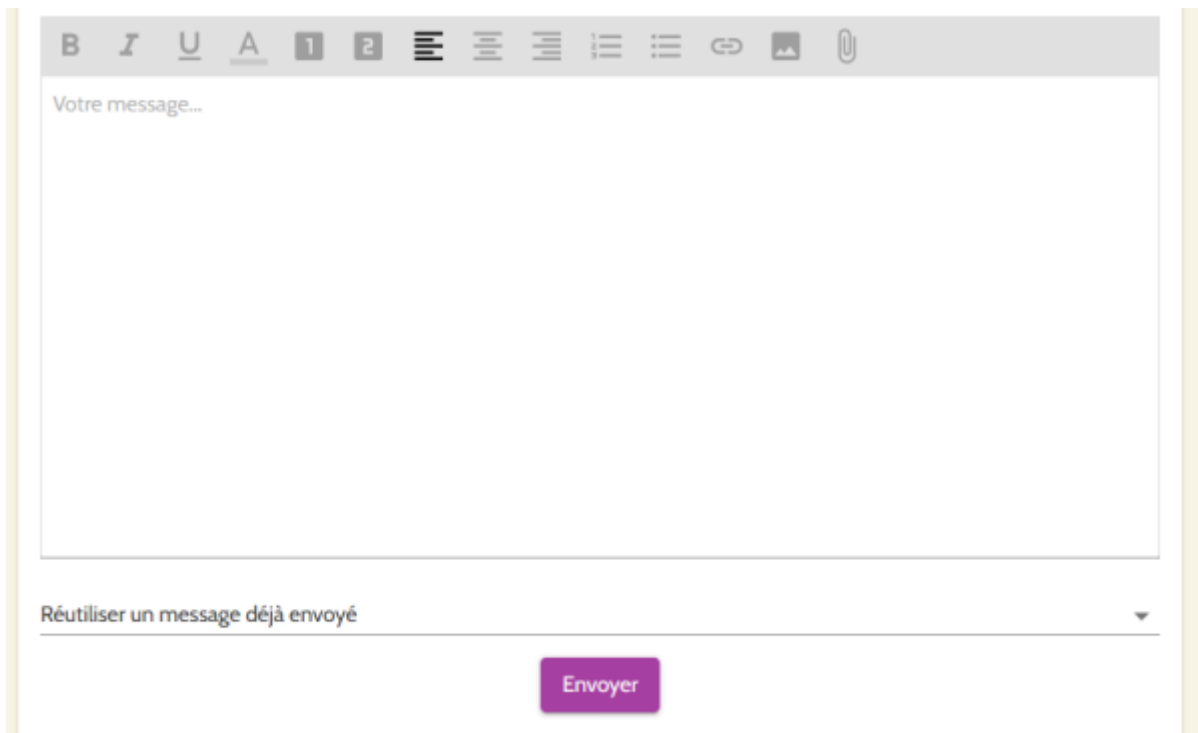 B I U A 1 2
Votre message...
Réutiliser un message déjà envoyé
Envoyer